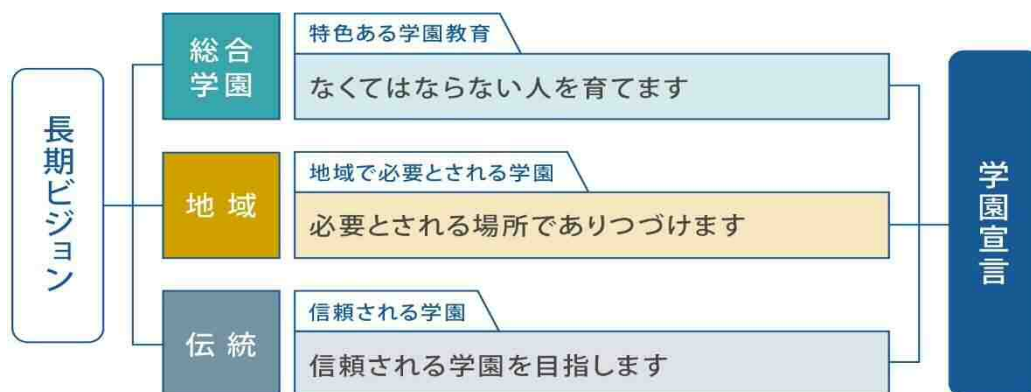 長期ビジョン
総合
学園
特色ある学園教育
なくてはならない人を育てます
地域
地域で必要とされる学園
必要とされる場所でありつづけます
伝統
信頼される学園
信頼される学園を目指します
学園宣言